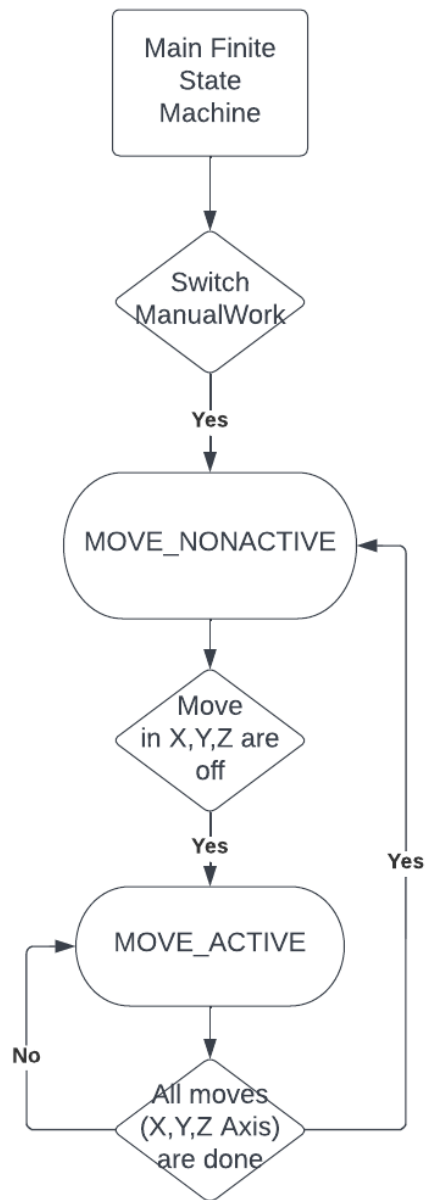 Main Finite
State
Machine
Switch
ManualWork
Yes
MOVE_NONACTIVE
Move
in X,Y,Z are
off
Yes
Yes
MOVE_ACTIVE
No
All moves
(X,Y,Z Axis)
are done